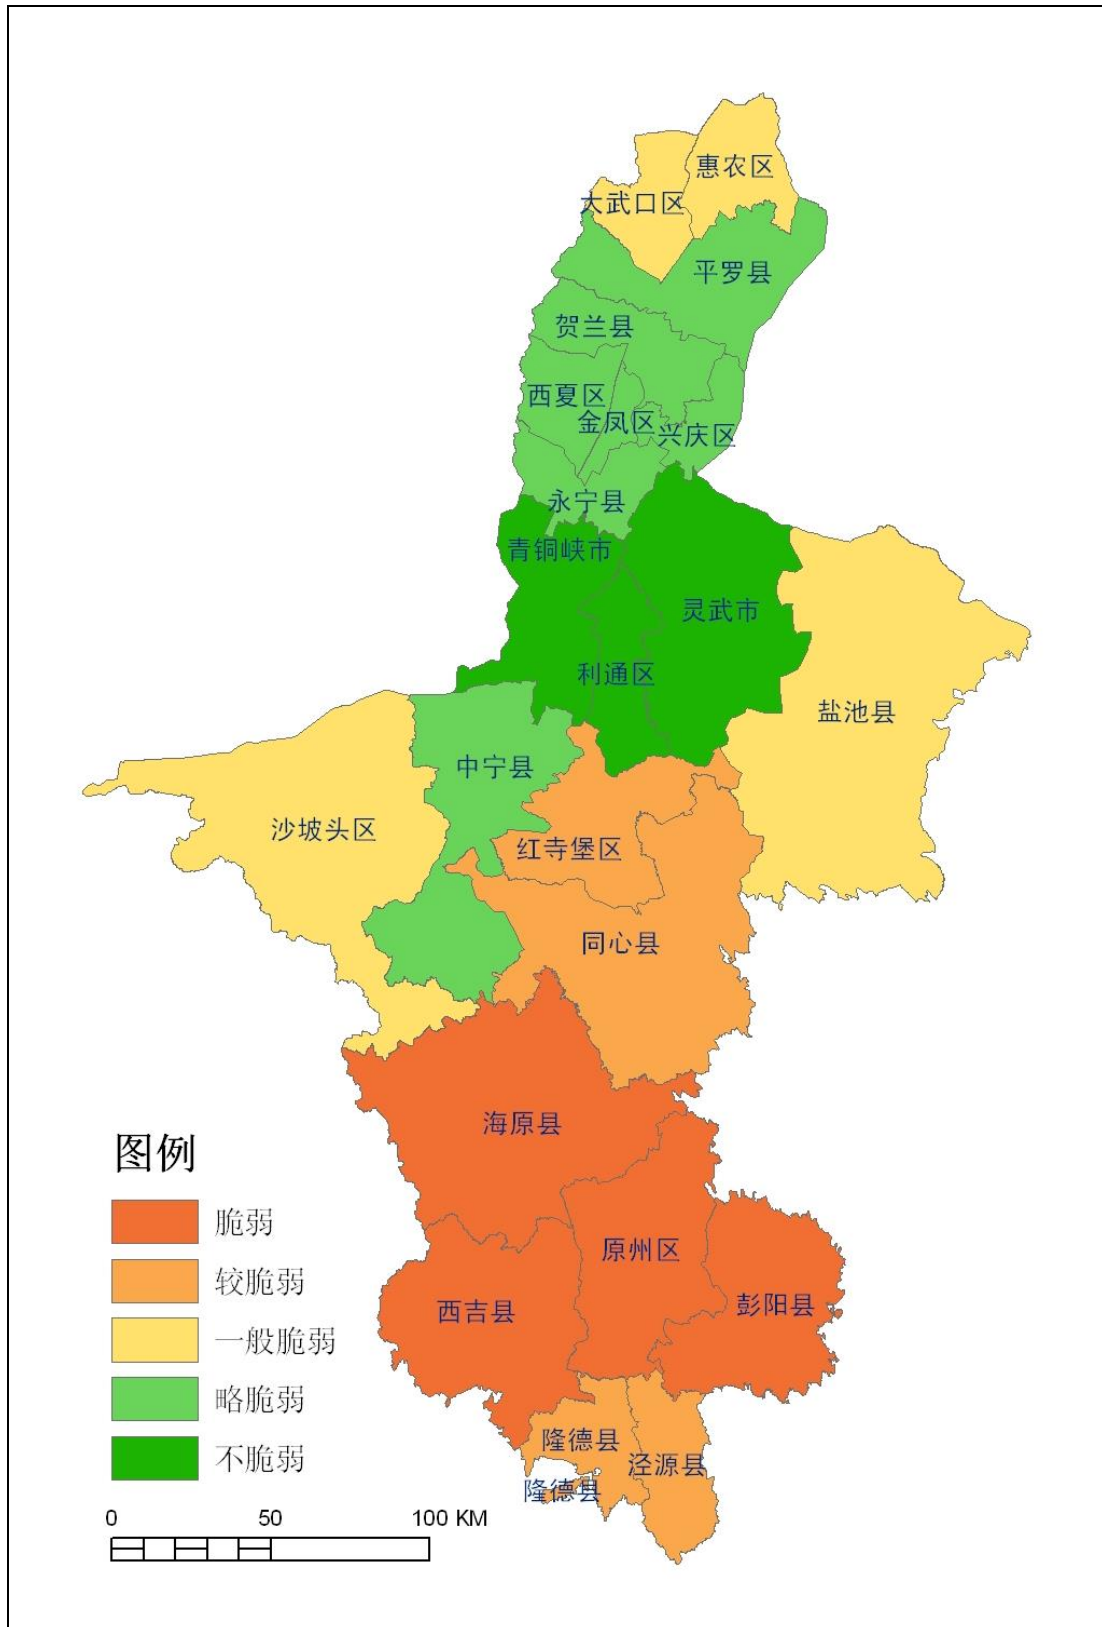 惠农区
大武口区
平罗县
贺兰县
西夏区
金凤区
兴庆区
永宁县
青铜峡市
灵武市
利通区
盐池县
中宁县
沙坡头区
红寺堡区
同心县
海原县
原州区
西吉县
彭阳县
隆德县
泾源县
隆德县
图例
脆弱
较脆弱
一般脆弱
略脆弱
不脆弱
0 50 100 KM